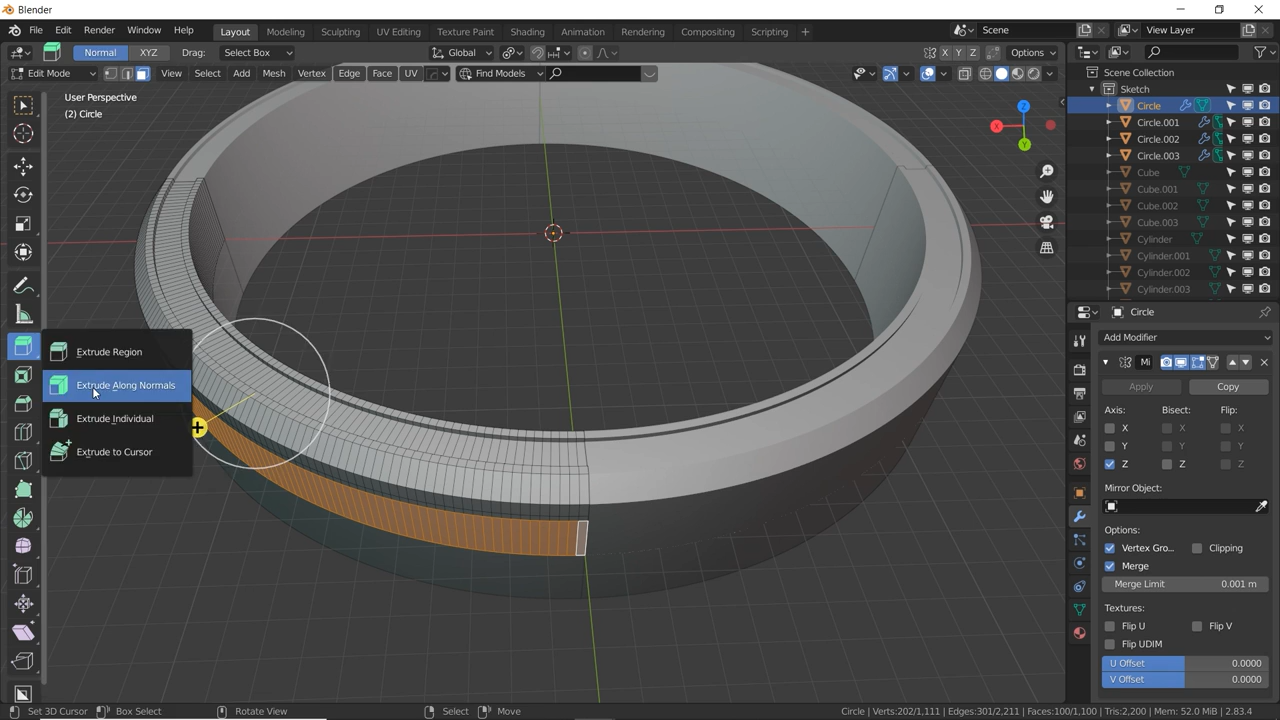 Blender
File Edit Render Window Help Layout Modeling Sculpting UV Editing Texture Paint Shading Animation Rendering Compositing Scripting + Scene View Layer
Normal XYZ Drag: Select Box Global X Y Z Options
Edit Mode View Select Add Mesh Vertex Edge Face UV Find Models
User Perspective
(2) Circle
Z
X
Y
Scene Collection
Sketch
Circle
Circle.001
Circle.002
Circle.003
Cube
Cube.001
Cube.002
Cube.003
Cylinder
Cylinder.001
Cylinder.002
Cylinder.003
Circle
Add Modifier
Mi
Apply Copy
Axis: Bisect: Flip:
X X X
Y Y Y
Z Z Z
Mirror Object:
Options:
Vertex Gro... Clipping
Merge
Merge Limit 0.001 m
Textures:
Flip U Flip V
Flip UDIM
U Offset 0.0000
V Offset 0.0000
Extrude Region
Extrude Along Normals
Extrude Individual
Extrude to Cursor
Set 3D Cursor Box Select Rotate View Select Move Circle | Verts:202/1,111 | Edges:301/2,211 | Faces:100/1,100 | Tris:2,200 | Mem: 52.0 MiB | 2.83.4